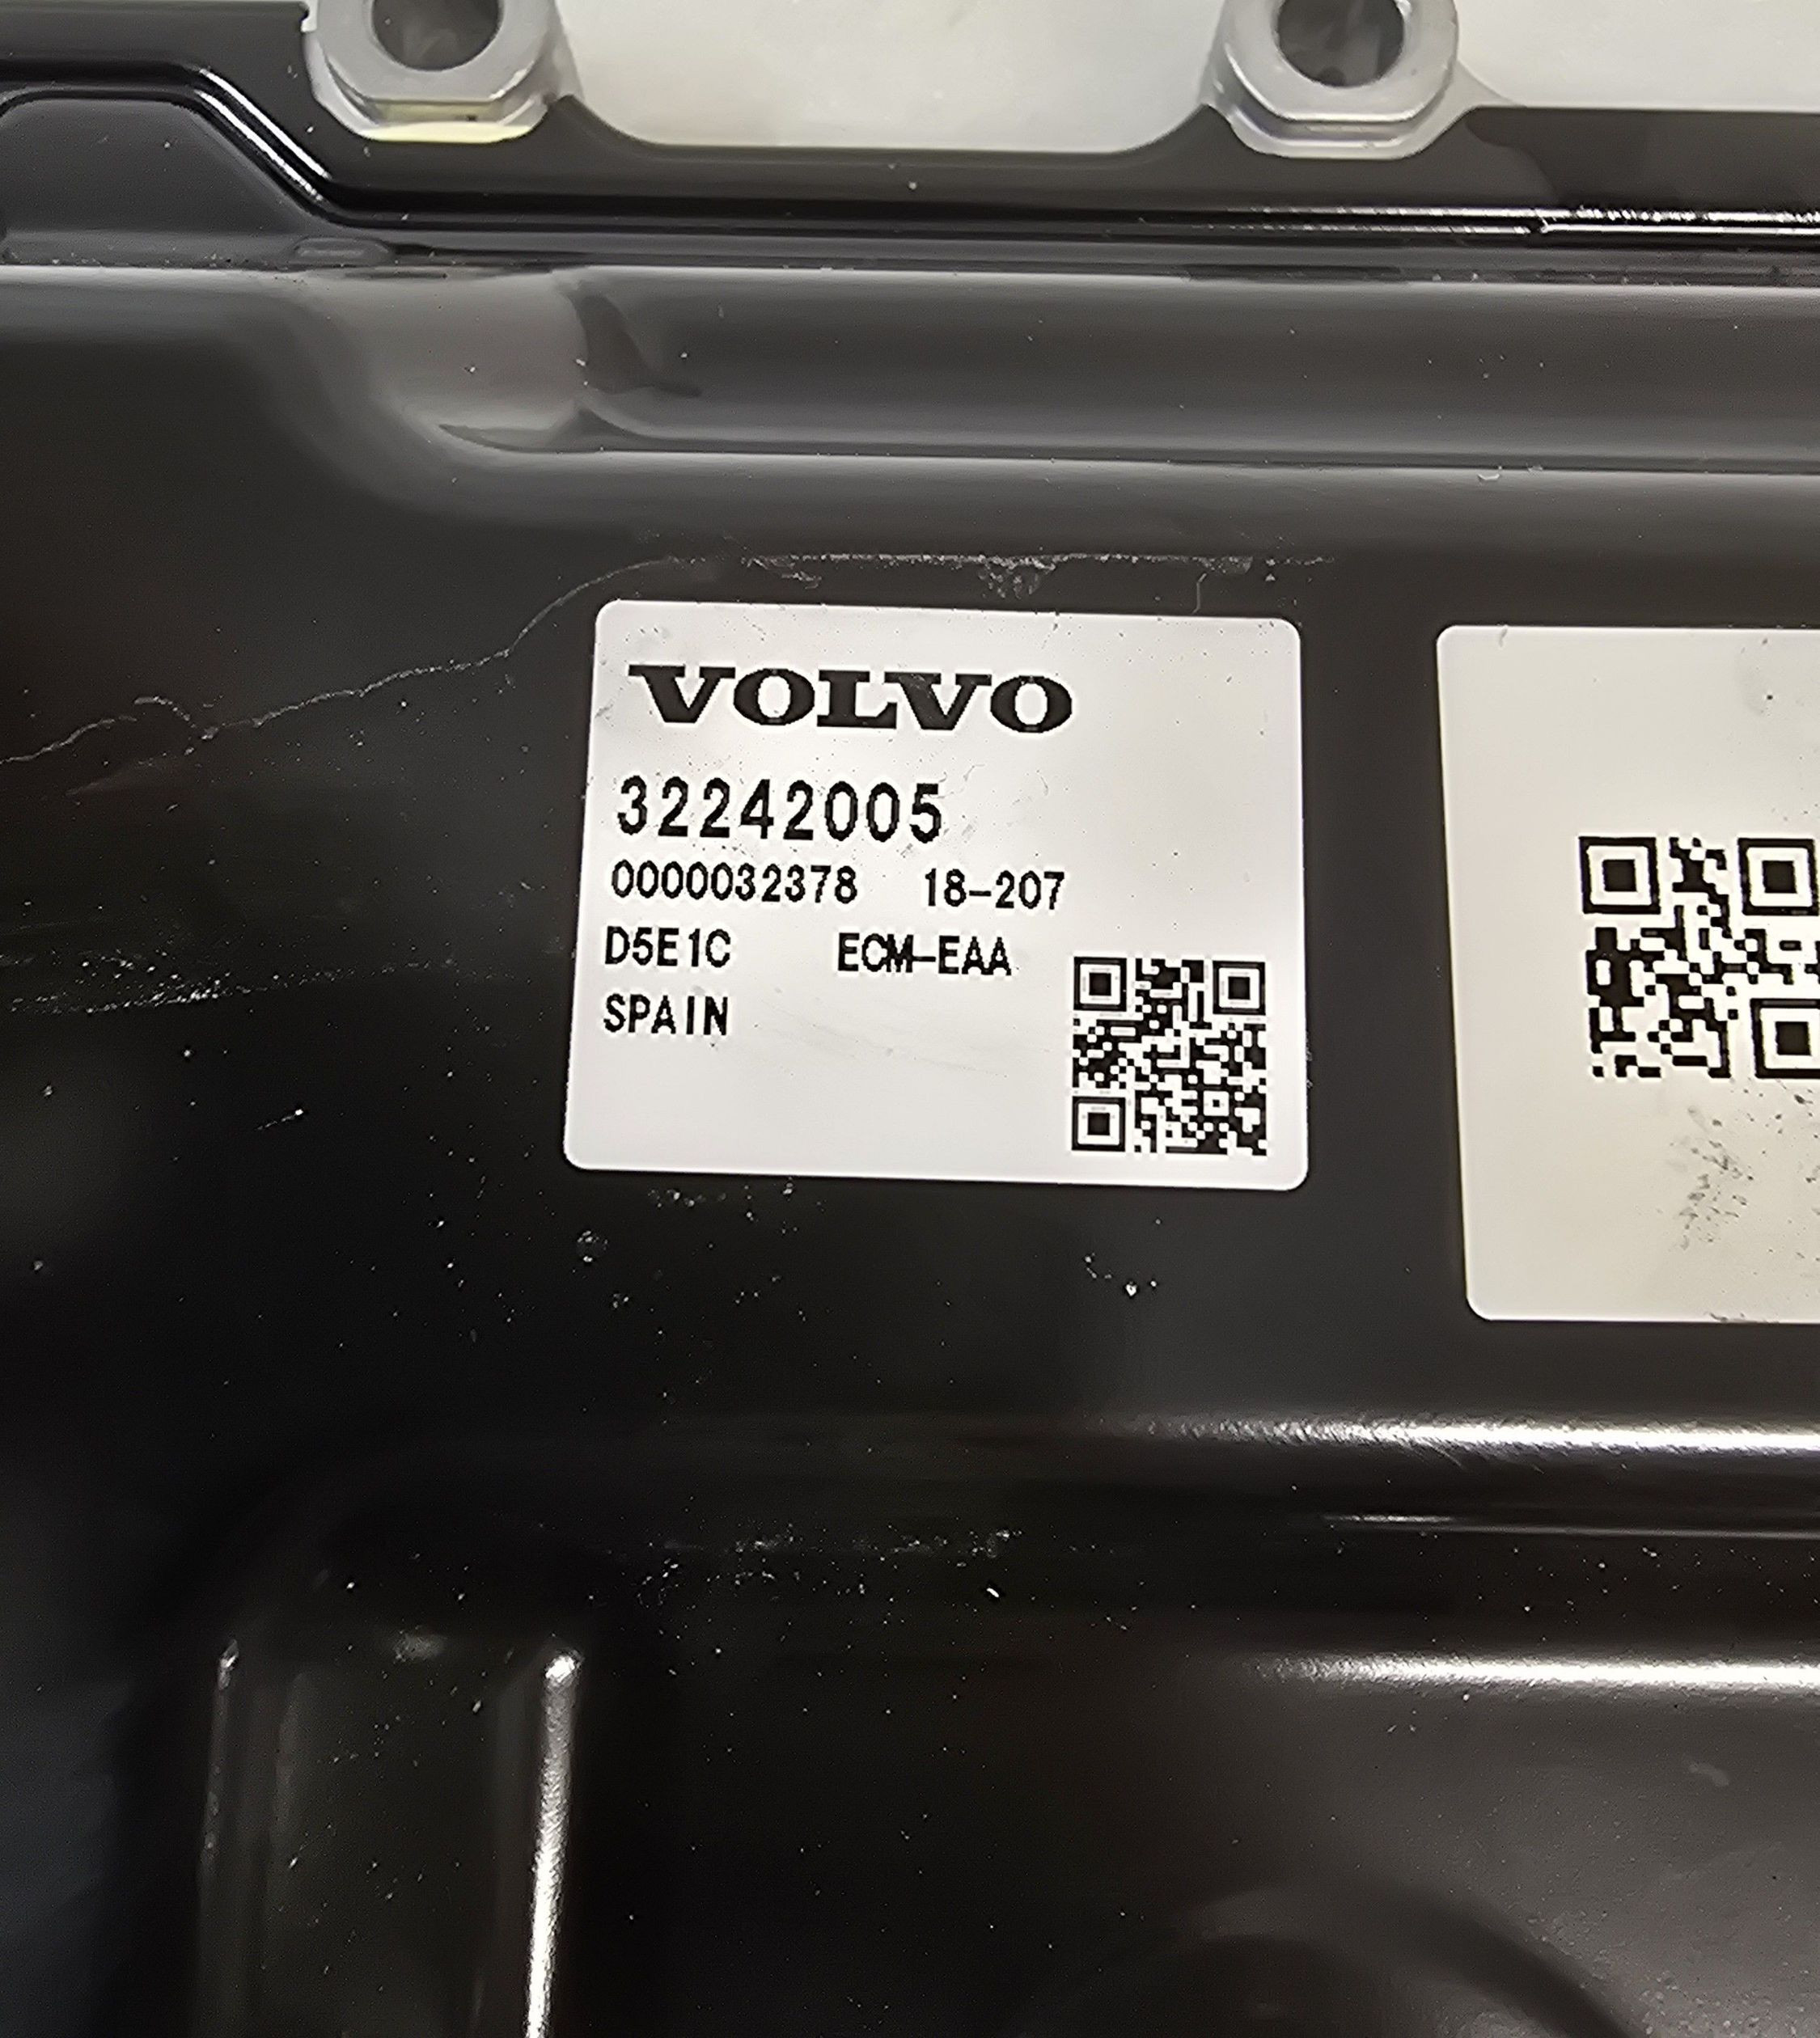 VOLVO
32242005
0000032378 18-207
D5E1C ECM-EAA
SPAIN